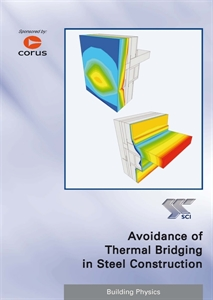 Sponsored by:
corus
SCI
Avoidance of
Thermal Bridging
in Steel Construction
Building Physics